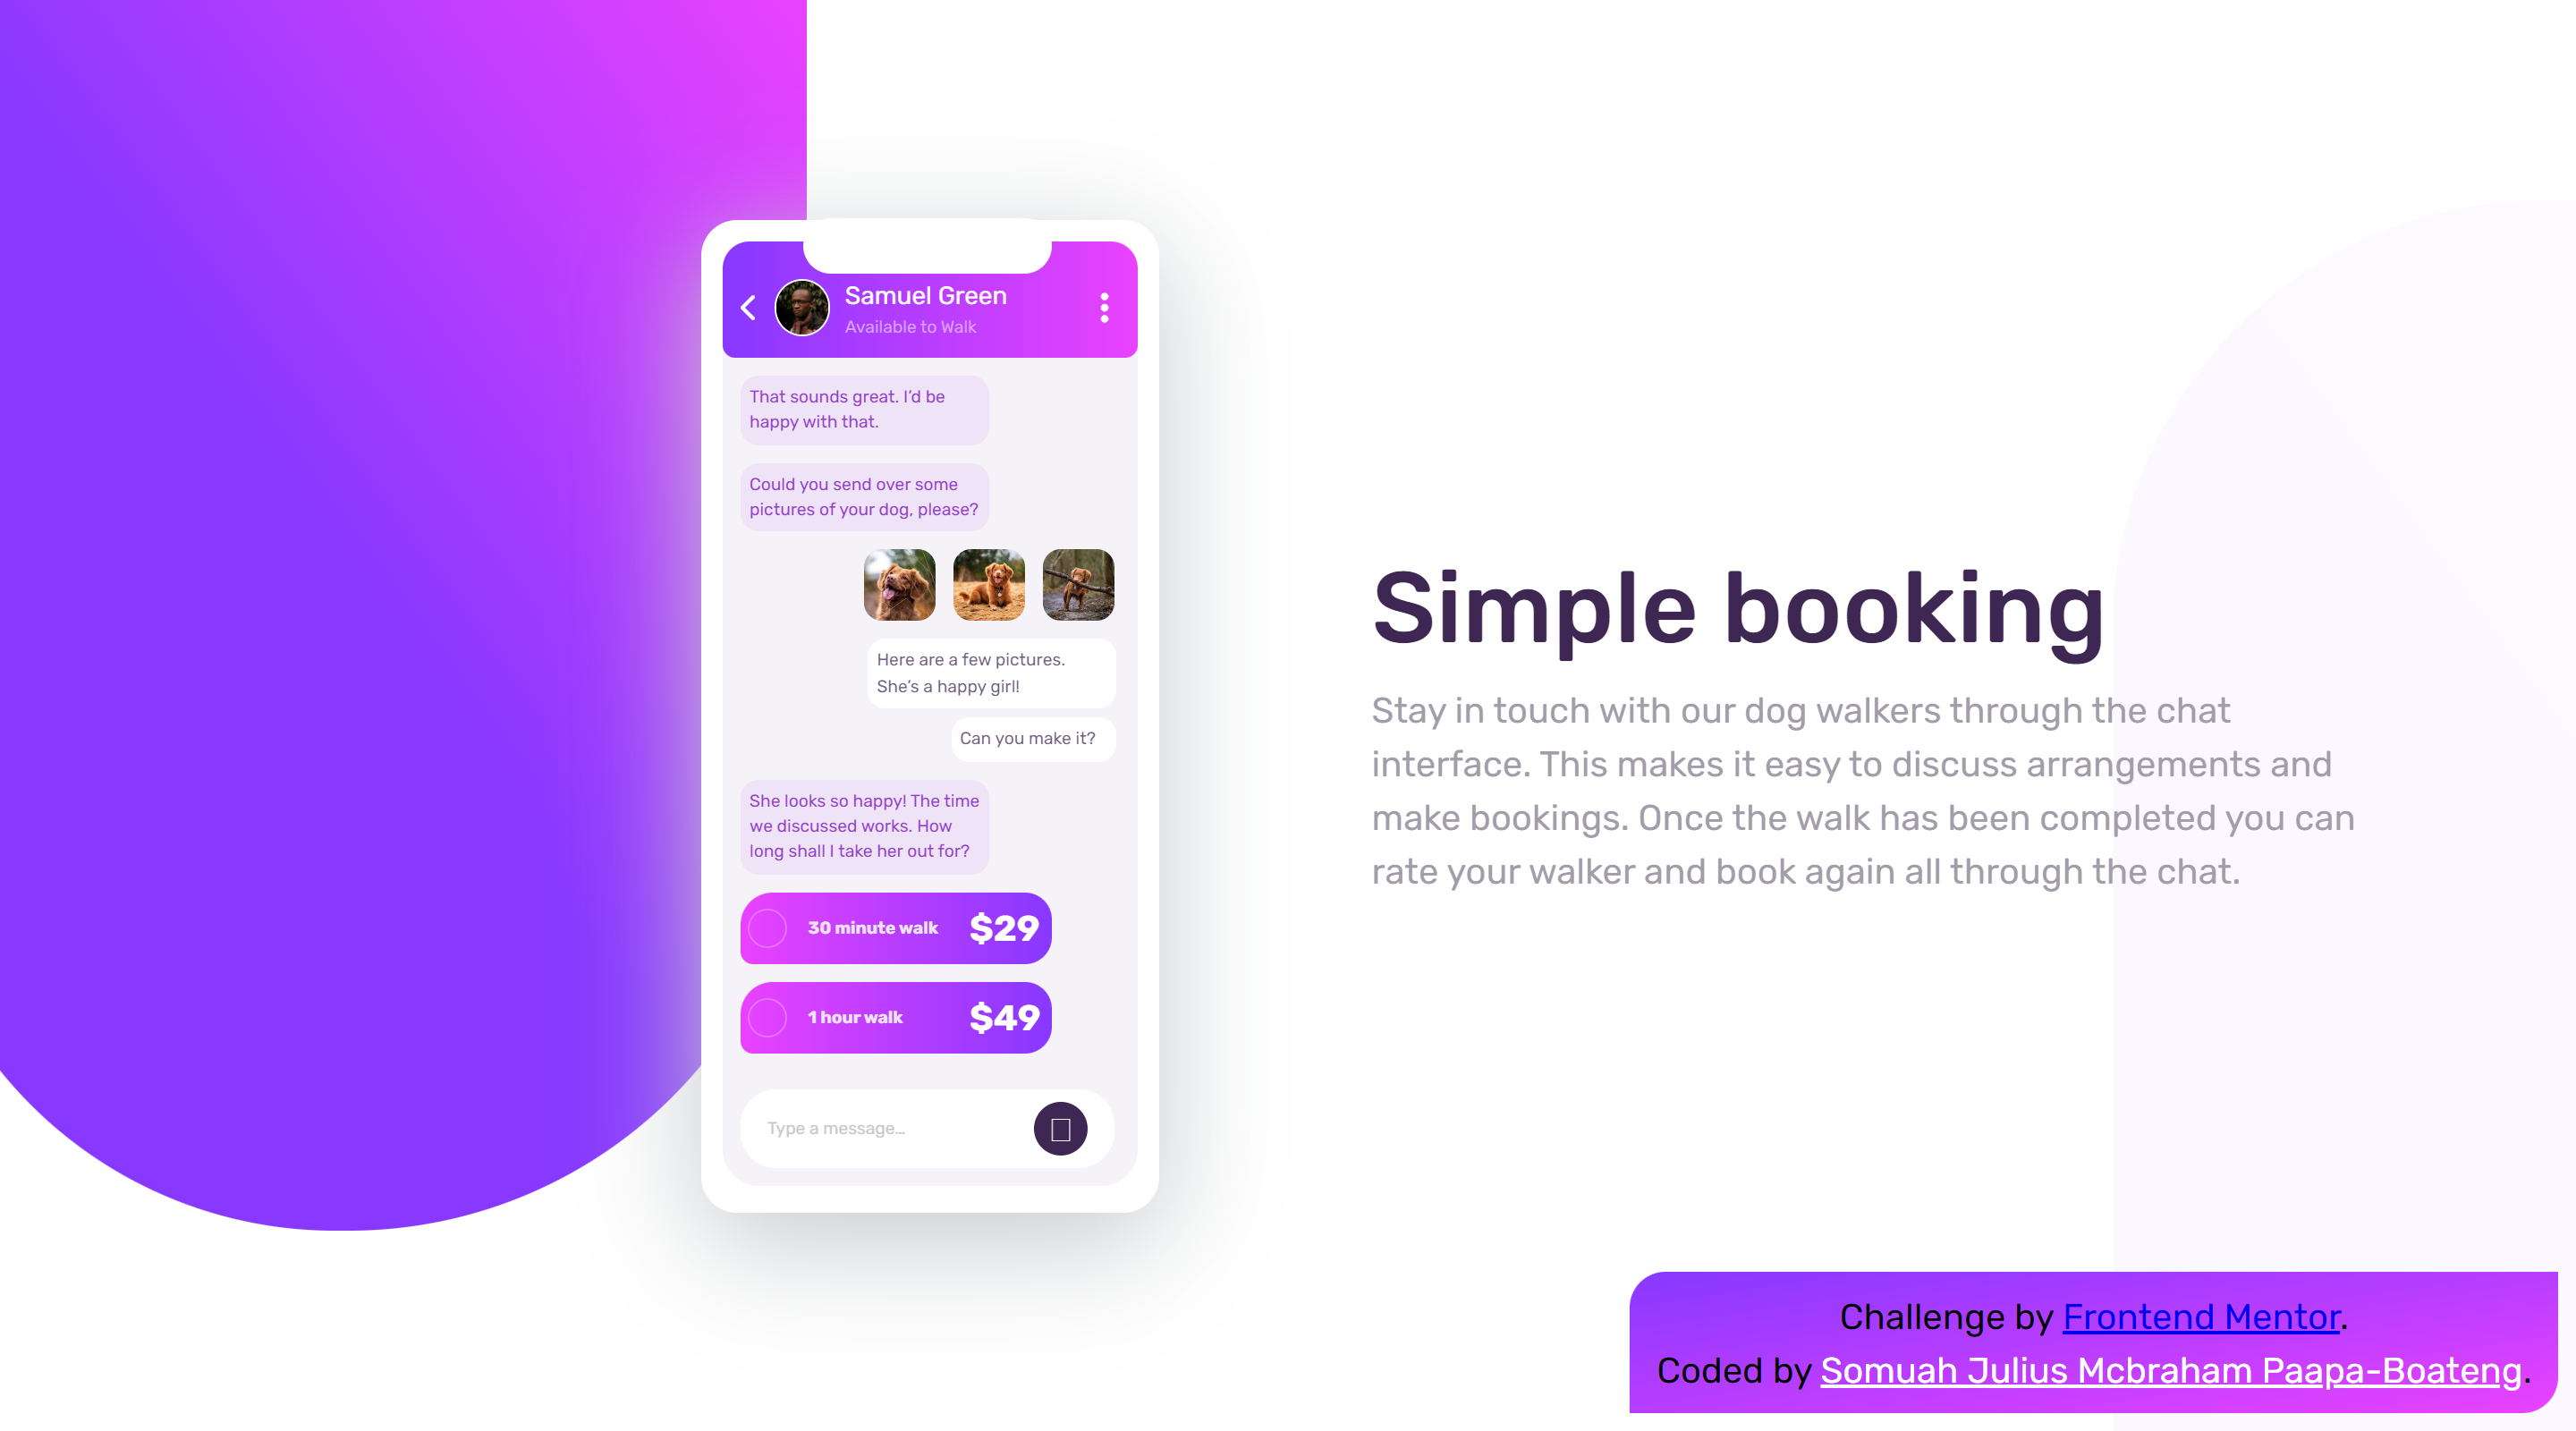 Samuel Green
Available to Walk
That sounds great. I’d be
happy with that.
Could you send over some
pictures of your dog, please?
Here are a few pictures.
She’s a happy girl!
Can you make it?
She looks so happy! The time
we discussed works. How
long shall I take her out for?
30 minute walk $29
1 hour walk $49
Type a message…
Simple booking
Stay in touch with our dog walkers through the chat
interface. This makes it easy to discuss arrangements and
make bookings. Once the walk has been completed you can
rate your walker and book again all through the chat.
Challenge by Frontend Mentor.
Coded by Somuah Julius Mcbraham Paapa-Boateng.